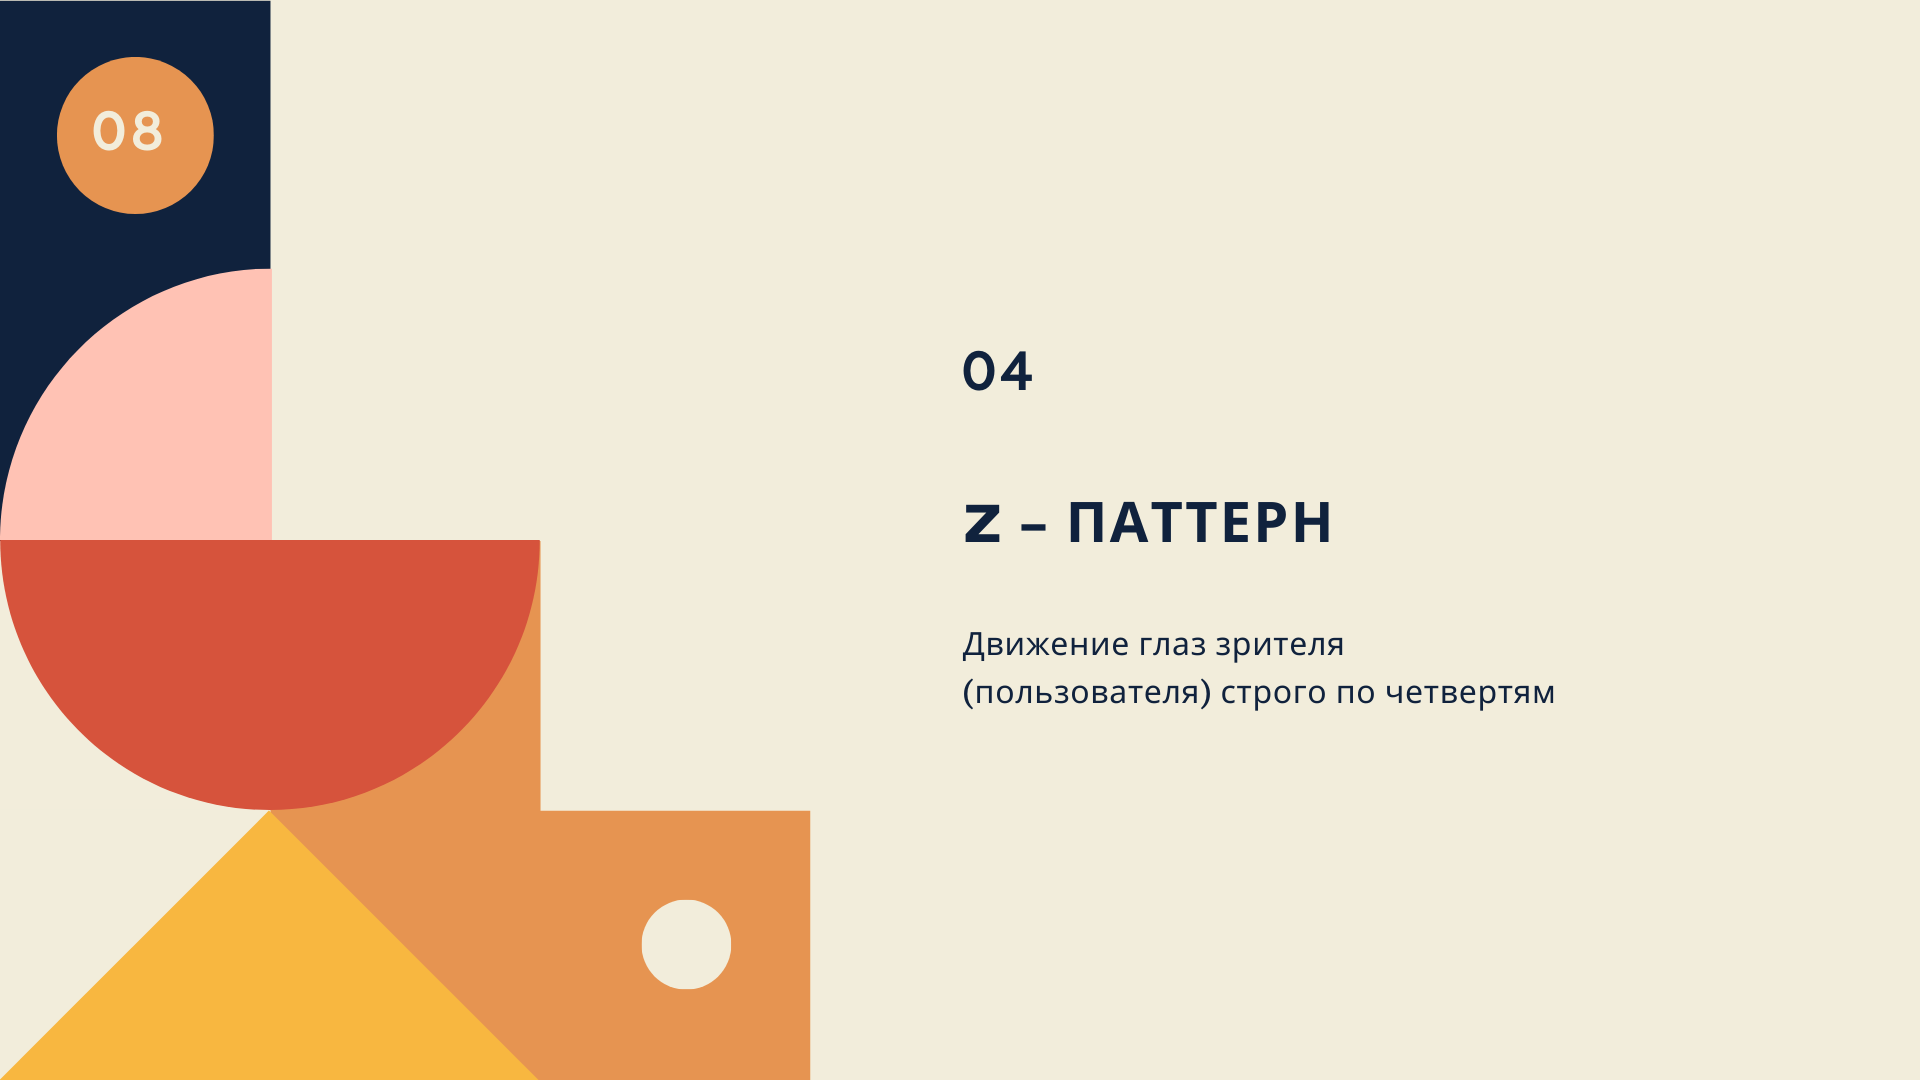 08
04
z – ПАТТЕРН
Движение глаз зрителя
(пользователя) строго по четвертям